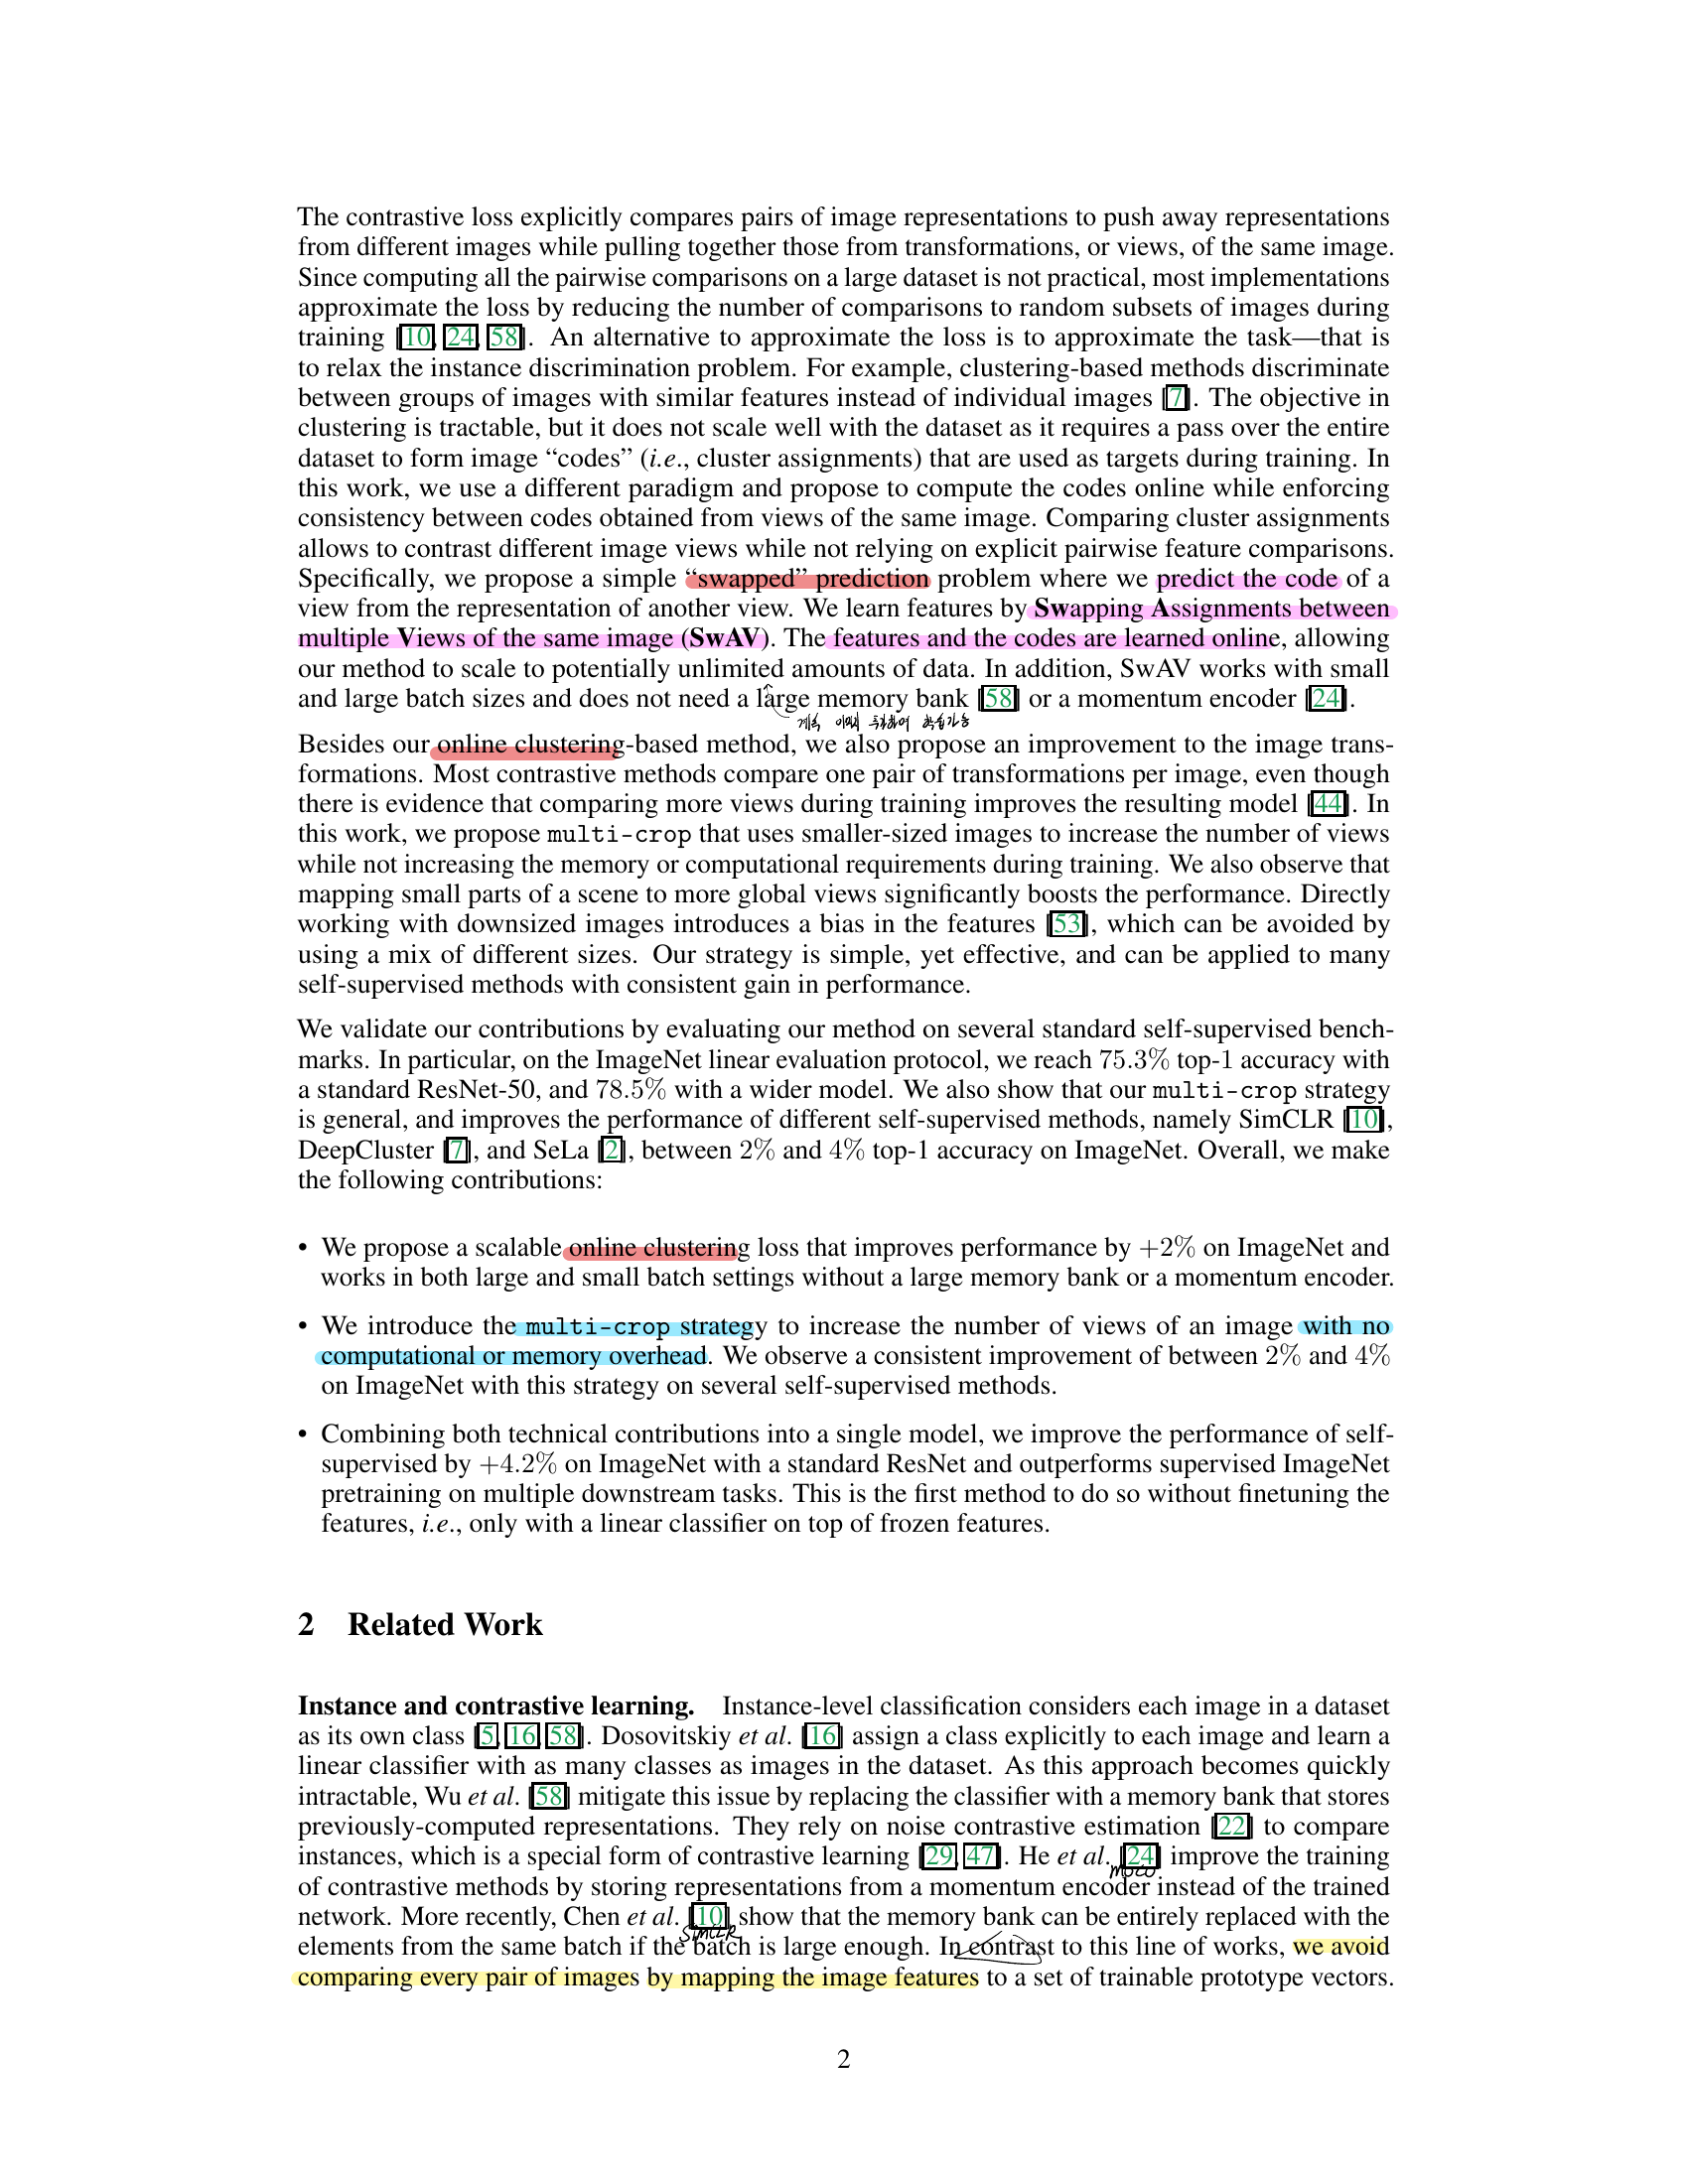 The contrastive loss explicitly compares pairs of image representations to push away representations
from different images while pulling together those from transformations, or views, of the same image.
Since computing all the pairwise comparisons on a large dataset is not practical, most implementations
approximate the loss by reducing the number of comparisons to random subsets of images during
training [10, 24, 58]. An alternative to approximate the loss is to approximate the task—that is
to relax the instance discrimination problem. For example, clustering-based methods discriminate
between groups of images with similar features instead of individual images [7]. The objective in
clustering is tractable, but it does not scale well with the dataset as it requires a pass over the entire
dataset to form image “codes” (i.e., cluster assignments) that are used as targets during training. In
this work, we use a different paradigm and propose to compute the codes online while enforcing
consistency between codes obtained from views of the same image. Comparing cluster assignments
allows to contrast different image views while not relying on explicit pairwise feature comparisons.
Specifically, we propose a simple “swapped” prediction problem where we predict the code of a
view from the representation of another view. We learn features by Swapping Assignments between
multiple Views of the same image (SwAV). The features and the codes are learned online, allowing
our method to scale to potentially unlimited amounts of data. In addition, SwAV works with small
and large batch sizes and does not need a large memory bank [58] or a momentum encoder [24].
계속
Besides our online clustering-based method, we also propose an improvement to the image trans-
formations. Most contrastive methods compare one pair of transformations per image, even though
there is evidence that comparing more views during training improves the resulting model [44]. In
this work, we propose multi-crop that uses smaller-sized images to increase the number of views
while not increasing the memory or computational requirements during training. We also observe that
mapping small parts of a scene to more global views significantly boosts the performance. Directly
working with downsized images introduces a bias in the features [53], which can be avoided by
using a mix of different sizes. Our strategy is simple, yet effective, and can be applied to many
self-supervised methods with consistent gain in performance.
We validate our contributions by evaluating our method on several standard self-supervised bench-
marks. In particular, on the ImageNet linear evaluation protocol, we reach 75.3% top-1 accuracy with
a standard ResNet-50, and 78.5% with a wider model. We also show that our multi-crop strategy
is general, and improves the performance of different self-supervised methods, namely SimCLR [10],
DeepCluster [7], and SeLa [2], between 2% and 4% top-1 accuracy on ImageNet. Overall, we make
the following contributions:
• We propose a scalable online clustering loss that improves performance by +2% on ImageNet and
works in both large and small batch settings without a large memory bank or a momentum encoder.
• We introduce the multi-crop strategy to increase the number of views of an image with no
computational or memory overhead. We observe a consistent improvement of between 2% and 4%
on ImageNet with this strategy on several self-supervised methods.
• Combining both technical contributions into a single model, we improve the performance of self-
supervised by +4.2% on ImageNet with a standard ResNet and outperforms supervised ImageNet
pretraining on multiple downstream tasks. This is the first method to do so without finetuning the
features, i.e., only with a linear classifier on top of frozen features.
2 Related Work
Instance and contrastive learning. Instance-level classification considers each image in a dataset
as its own class [5, 16, 58]. Dosovitskiy et al. [16] assign a class explicitly to each image and learn a
linear classifier with as many classes as images in the dataset. As this approach becomes quickly
intractable, Wu et al. [58] mitigate this issue by replacing the classifier with a memory bank that stores
previously-computed representations. They rely on noise contrastive estimation [22] to compare
instances, which is a special form of contrastive learning [29, 47]. He et al. [24] improve the training
MoCo
of contrastive methods by storing representations from a momentum encoder instead of the trained
network. More recently, Chen et al. [10] show that the memory bank can be entirely replaced with the
SimCLR
elements from the same batch if the batch is large enough. In contrast to this line of works, we avoid
comparing every pair of images by mapping the image features to a set of trainable prototype vectors.
2